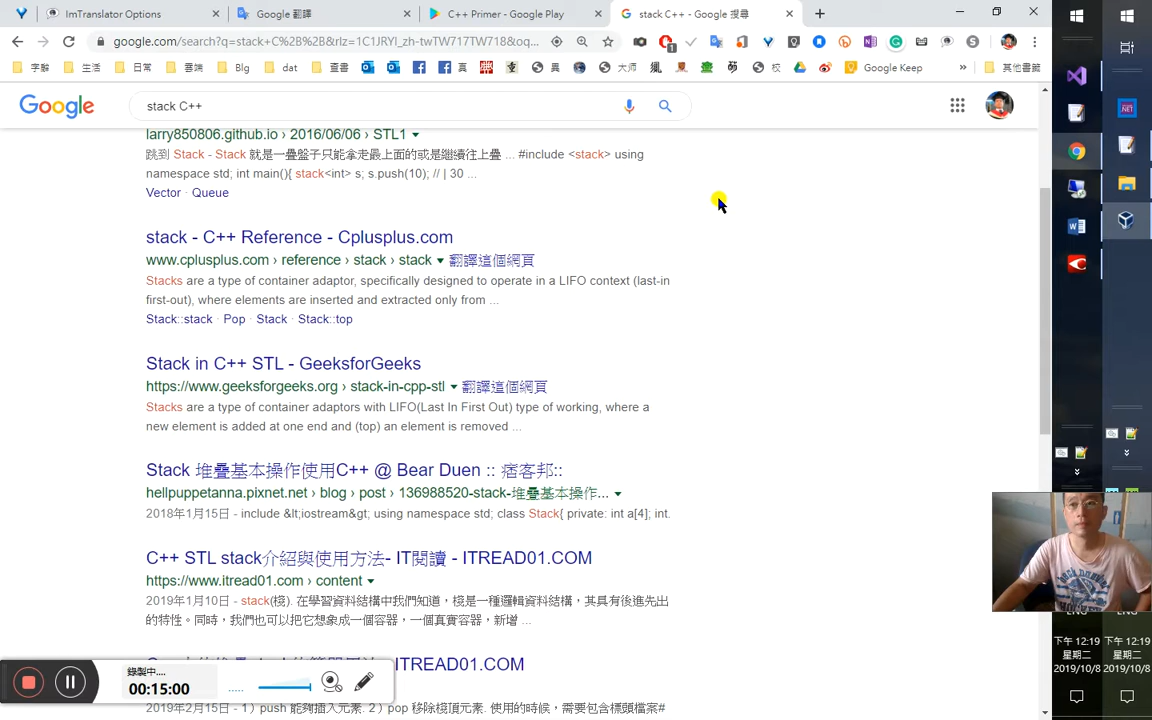 ImTranslator Options
Google 翻譯
C++ Primer - Google Play
stack C++ - Google 搜尋
google.com/search?q=stack+C%2B%2B&rlz=1C1JRYI_zh-twTW717TW718&oq...
字辭
生活
日常
雲端
Blg
dat
查書
大师
校
Google Keep
其他書籤
Google
stack C++
larry850806.github.io › 2016/06/06 › STL1
跳到 Stack - Stack 就是一疊盤子只能拿走最上面的或是繼續往上疊 ... #include <stack> using
namespace std; int main(){ stack<int> s; s.push(10); // | 30 ...
Vector · Queue
stack - C++ Reference - Cplusplus.com
www.cplusplus.com › reference › stack › stack 翻譯這個網頁
Stacks are a type of container adaptor, specifically designed to operate in a LIFO context (last-in
first-out), where elements are inserted and extracted only from ...
Stack::stack · Pop · Stack · Stack::top
Stack in C++ STL - GeeksforGeeks
https://www.geeksforgeeks.org › stack-in-cpp-stl 翻譯這個網頁
Stacks are a type of container adaptors with LIFO(Last In First Out) type of working, where a
new element is added at one end and (top) an element is removed ...
Stack 堆疊基本操作使用C++ @ Bear Duen :: 痞客邦::
hellpuppetanna.pixnet.net › blog › post › 136988520-stack-堆疊基本操作...
2018年1月15日 - include &lt;iostream&gt; using namespace std; class Stack{ private: int a[4]; int.
C++ STL stack介紹與使用方法- IT閱讀 - ITREAD01.COM
https://www.itread01.com › content
2019年1月10日 - stack(棧). 在學習資料結構中我們知道，棧是一種邏輯資料結構，其具有後進先出
的特性。同時，我們也可以把它想象成一個容器，一個真實容器，新增 ...
ITREAD01.COM
2019年2月15日 - 1）push 能夠插入元素. 2）pop 移除棧頂元素. 使用的時候，需要包含標頭檔案#
錄製中....
00:15:00
下午 12:19
星期二
2019/10/8
下午 12:19
星期二
2019/10/8